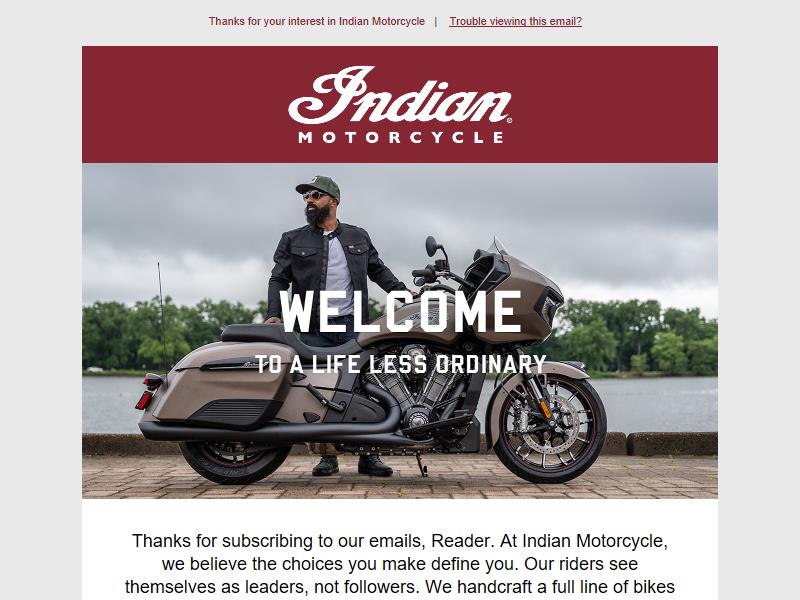 Thanks for your interest in Indian Motorcycle | Trouble viewing this email?
Indian
MOTORCYCLE
WELCOME
TO A LIFE LESS ORDINARY
Thanks for subscribing to our emails, Reader. At Indian Motorcycle,
we believe the choices you make define you. Our riders see
themselves as leaders, not followers. We handcraft a full line of bikes